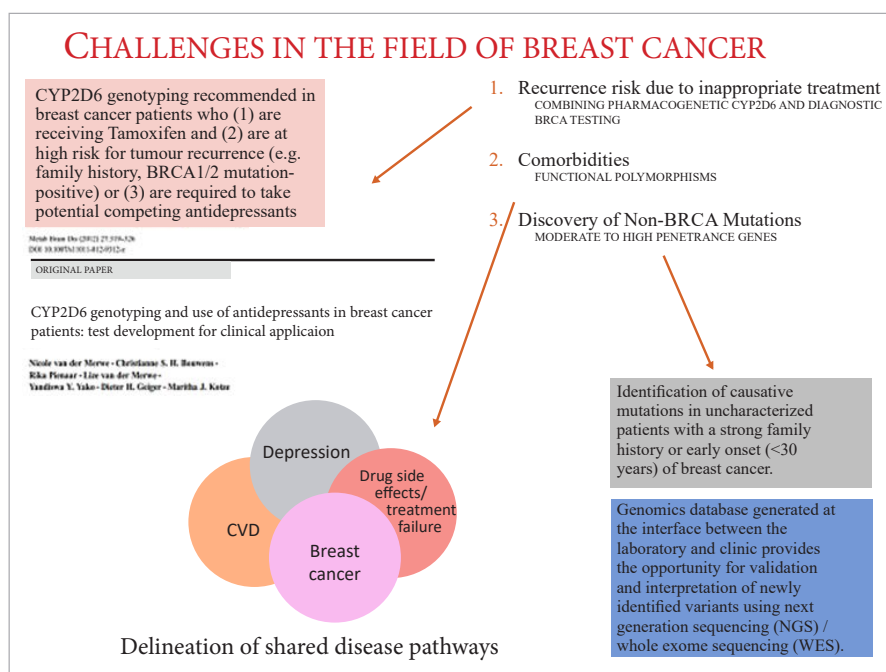 CHALLENGES IN THE FIELD OF BREAST CANCER
CYP2D6 genotyping recommended in
breast cancer patients who (1) are
receiving Tamoxifen and (2) are at
high risk for tumour recurrence (e.g.
family history, BRCA1/2 mutation-
positive) or (3) are required to take
potential competing antidepressants
Metab Brain Dis (2012) 27:319–326
ORIGINAL PAPER
CYP2D6 genotyping and use of antidepressants in breast cancer
patients: test development for clinical applicaion
Nicole van der Merwe · Christianne S. H. Bouwens ·
Rika Pienaar · Lize van der Merwe ·
Yandiswa Y. Yako · Dieter H. Geiger · Maritha J. Kotze
1. Recurrence risk due to inappropriate treatment
COMBINING PHARMACOGENETIC CYP2D6 AND DIAGNOSTIC
BRCA TESTING
2. Comorbidities
FUNCTIONAL POLYMORPHISMS
3. Discovery of Non-BRCA Mutations
MODERATE TO HIGH PENETRANCE GENES
Depression
Drug side
effects/
treatment
failure
CVD
Breast
cancer
Delineation of shared disease pathways
Identification of causative
mutations in uncharacterized
patients with a strong family
history or early onset (<30
years) of breast cancer.
Genomics database generated at
the interface between the
laboratory and clinic provides
the opportunity for validation
and interpretation of newly
identified variants using next
generation sequencing (NGS) /
whole exome sequencing (WES).